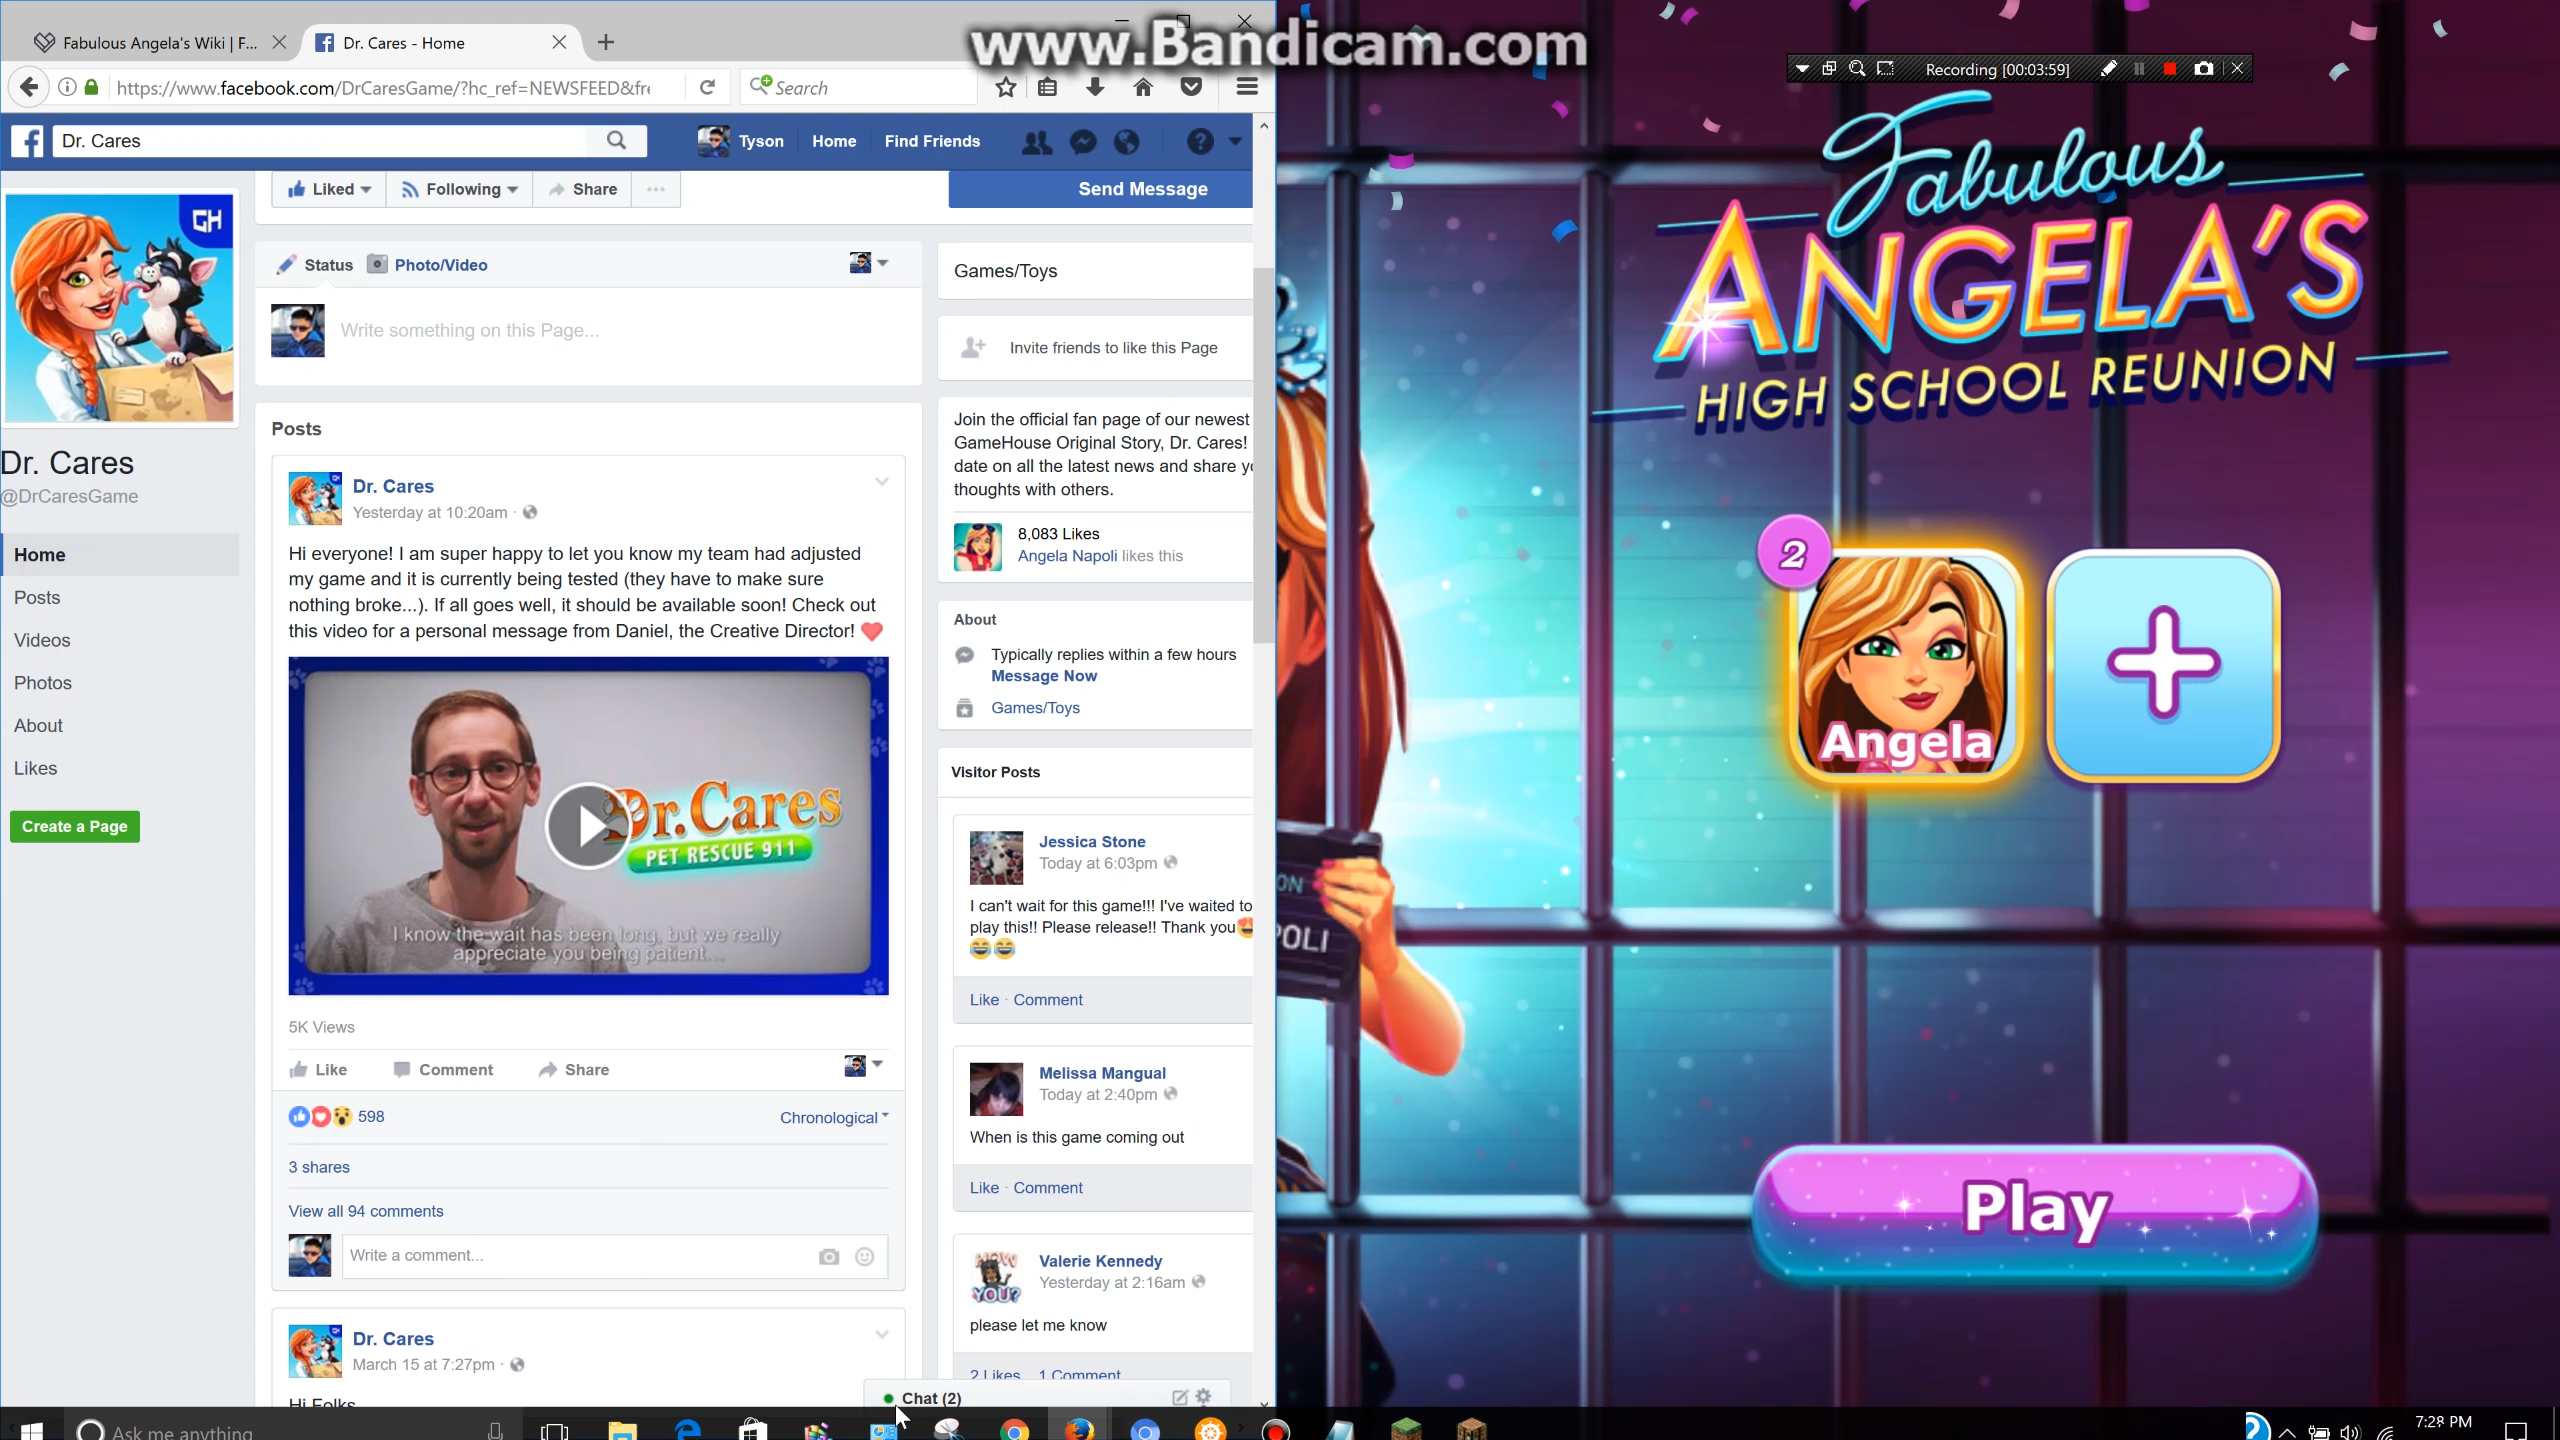 Fabulous Angela's Wiki | F...
Dr. Cares - Home
www.Bandicam.com
https://www.facebook.com/DrCaresGame/?hc_ref=NEWSFEED&fre
Search
Recording [00:03:59]
Dr. Cares
Tyson
Home
Find Friends
Liked
Following
Share
Send Message
GH
Dr. Cares
@DrCaresGame
Home
Posts
Videos
Photos
About
Likes
Create a Page
Status
Photo/Video
Write something on this Page...
Posts
Dr. Cares
Yesterday at 10:20am ·
Hi everyone! I am super happy to let you know my team had adjusted
my game and it is currently being tested (they have to make sure
nothing broke...). If all goes well, it should be available soon! Check out
this video for a personal message from Daniel, the Creative Director!
Dr.Cares
PET RESCUE 911
I know the wait has been long, but we really
appreciate you being patient...
5K Views
Like
Comment
Share
598
Chronological
3 shares
View all 94 comments
Write a comment...
Dr. Cares
March 15 at 7:27pm ·
Hi Folks
Games/Toys
Invite friends to like this Page
Join the official fan page of our newest
GameHouse Original Story, Dr. Cares!
date on all the latest news and share yo
thoughts with others.
8,083 Likes
Angela Napoli likes this
About
Typically replies within a few hours
Message Now
Games/Toys
Visitor Posts
Jessica Stone
Today at 6:03pm
I can't wait for this game!!! I've waited to
play this!! Please release!! Thank you
Like · Comment
Melissa Mangual
Today at 2:40pm
When is this game coming out
Like · Comment
HOW
YOU?
Valerie Kennedy
Yesterday at 2:16am
please let me know
2 Likes 1 Comment
Chat (2)
Fabulous
ANGELA'S
HIGH SCHOOL REUNION
2
Angela
ON
POLI
Play
Ask me anything
7:28 PM